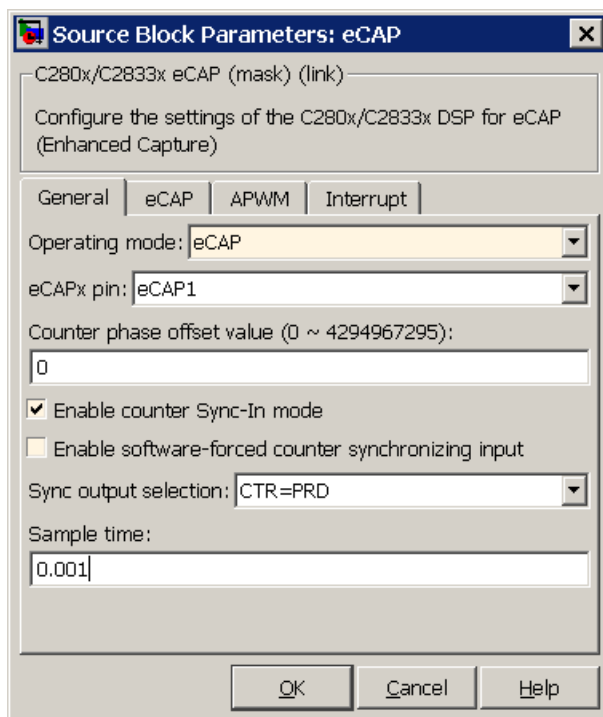 Source Block Parameters: eCAP
C280x/C2833x eCAP (mask) (link)
Configure the settings of the C280x/C2833x DSP for eCAP
(Enhanced Capture)
General eCAP APWM Interrupt
Operating mode: eCAP
eCAPx pin: eCAP1
Counter phase offset value (0 ~ 4294967295):
0
Enable counter Sync-In mode
Enable software-forced counter synchronizing input
Sync output selection: CTR=PRD
Sample time:
0.001
OK Cancel Help